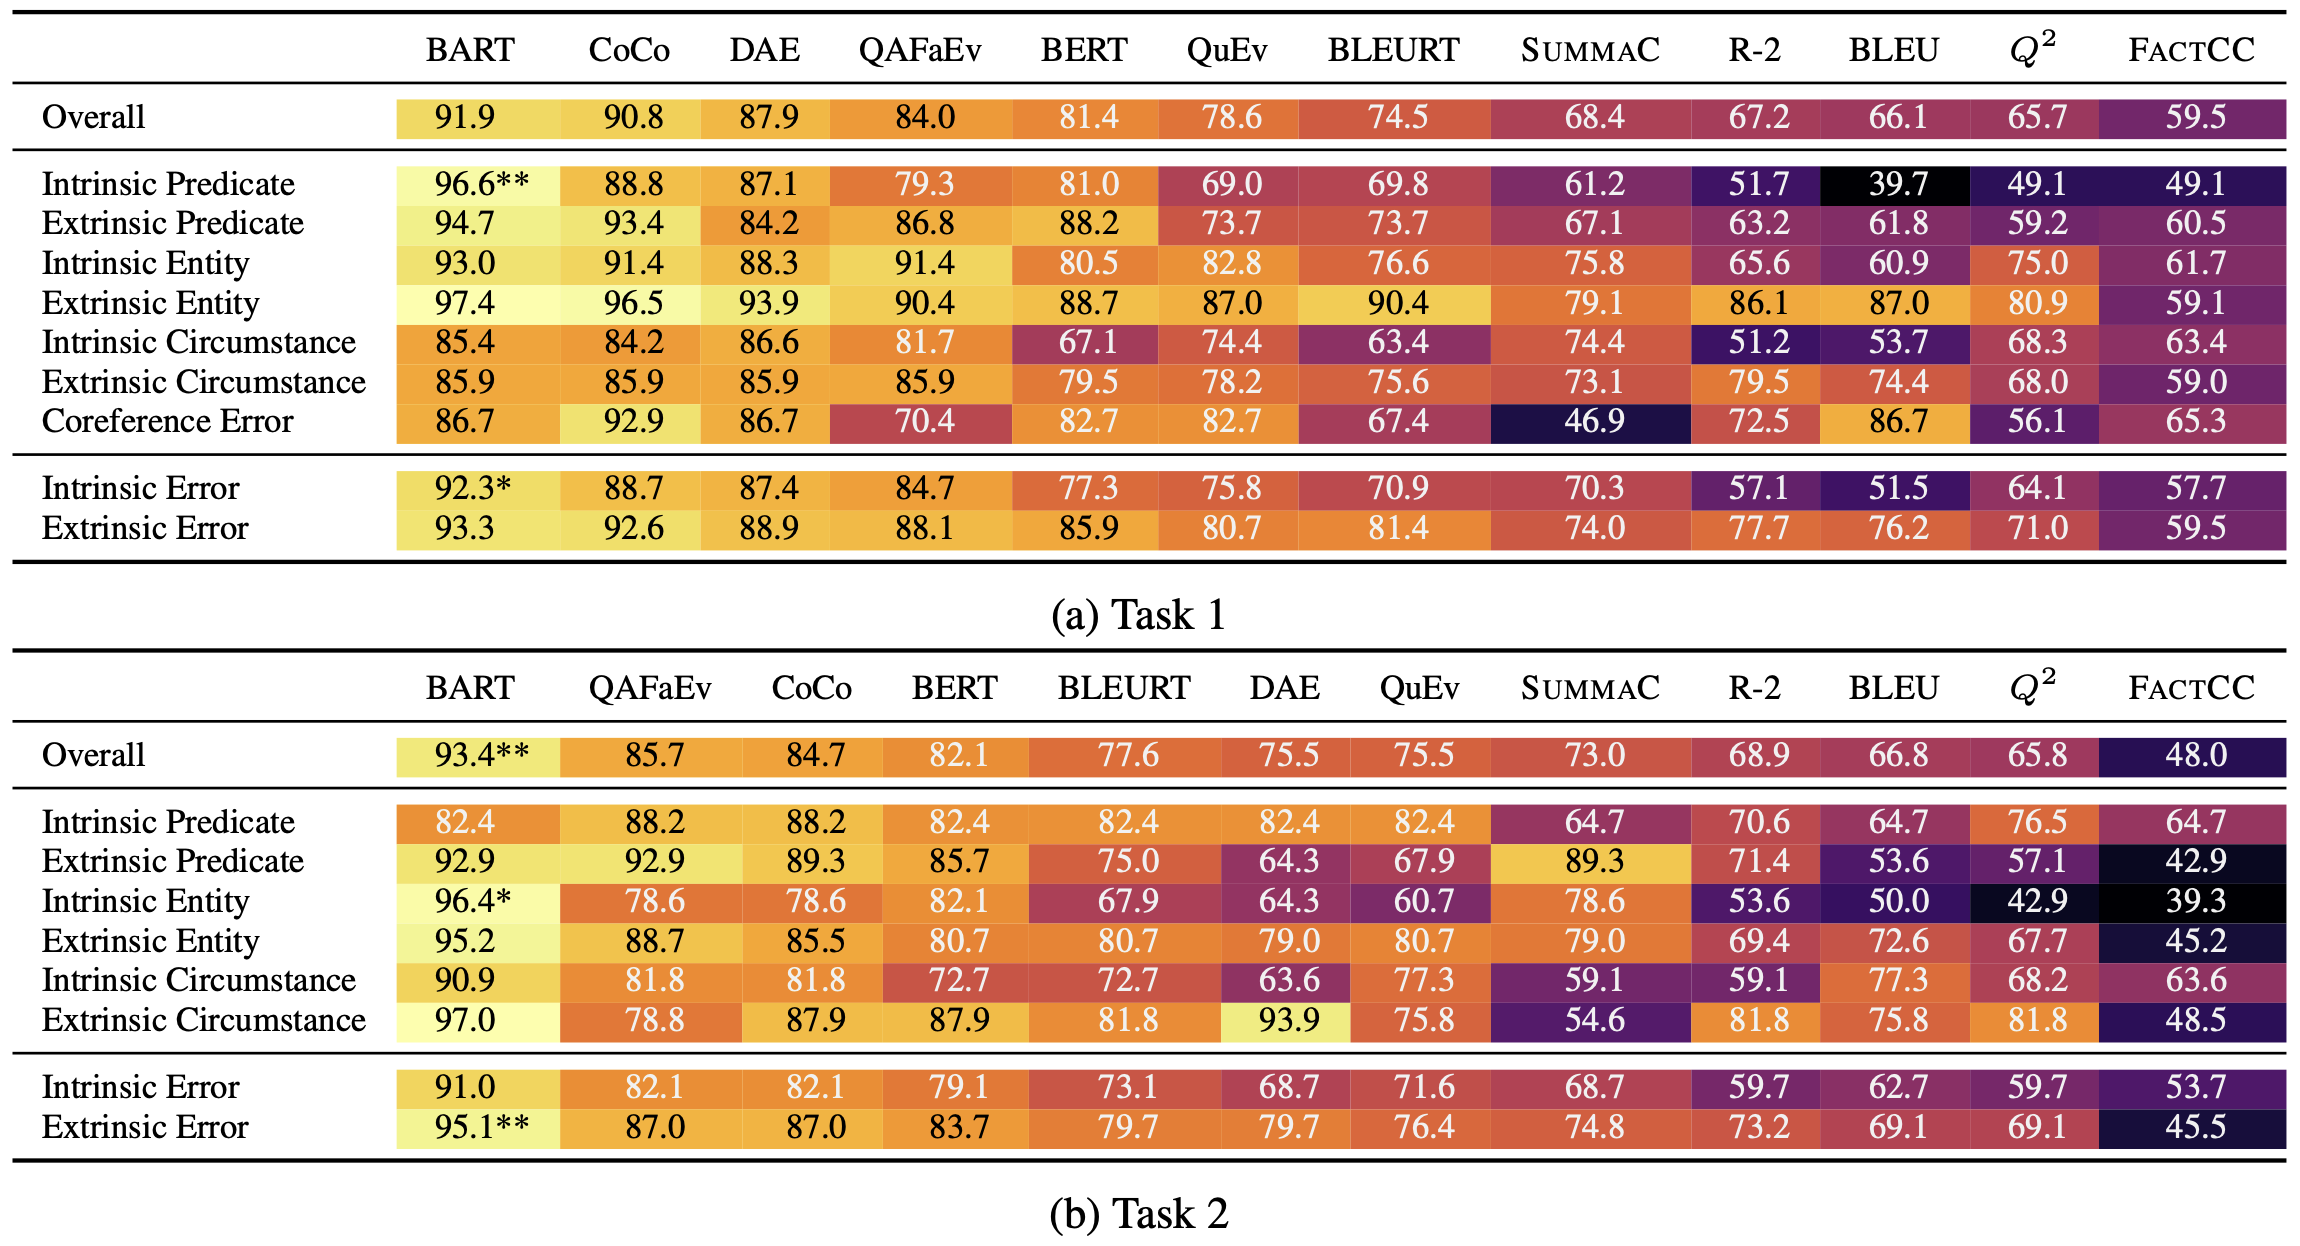 BART CoCo DAE QAFaEv BERT QuEv BLEURT SUMMAC R-2 BLEU Q² FACTCC
Overall 91.9 90.8 87.9 84.0 81.4 78.6 74.5 68.4 67.2 66.1 65.7 59.5
Intrinsic Predicate 96.6** 88.8 87.1 79.3 81.0 69.0 69.8 61.2 51.7 39.7 49.1 49.1
Extrinsic Predicate 94.7 93.4 84.2 86.8 88.2 73.7 73.7 67.1 63.2 61.8 59.2 60.5
Intrinsic Entity 93.0 91.4 88.3 91.4 80.5 82.8 76.6 75.8 65.6 60.9 75.0 61.7
Extrinsic Entity 97.4 96.5 93.9 90.4 88.7 87.0 90.4 79.1 86.1 87.0 80.9 59.1
Intrinsic Circumstance 85.4 84.2 86.6 81.7 67.1 74.4 63.4 74.4 51.2 53.7 68.3 63.4
Extrinsic Circumstance 85.9 85.9 85.9 85.9 79.5 78.2 75.6 73.1 79.5 74.4 68.0 59.0
Coreference Error 86.7 92.9 86.7 70.4 82.7 82.7 67.4 46.9 72.5 86.7 56.1 65.3
Intrinsic Error 92.3* 88.7 87.4 84.7 77.3 75.8 70.9 70.3 57.1 51.5 64.1 57.7
Extrinsic Error 93.3 92.6 88.9 88.1 85.9 80.7 81.4 74.0 77.7 76.2 71.0 59.5
(a) Task 1
BART QAFaEv CoCo BERT BLEURT DAE QuEv SUMMAC R-2 BLEU Q² FACTCC
Overall 93.4** 85.7 84.7 82.1 77.6 75.5 75.5 73.0 68.9 66.8 65.8 48.0
Intrinsic Predicate 82.4 88.2 88.2 82.4 82.4 82.4 82.4 64.7 70.6 64.7 76.5 64.7
Extrinsic Predicate 92.9 92.9 89.3 85.7 75.0 64.3 67.9 89.3 71.4 53.6 57.1 42.9
Intrinsic Entity 96.4* 78.6 78.6 82.1 67.9 64.3 60.7 78.6 53.6 50.0 42.9 39.3
Extrinsic Entity 95.2 88.7 85.5 80.7 80.7 79.0 80.7 79.0 69.4 72.6 67.7 45.2
Intrinsic Circumstance 90.9 81.8 81.8 72.7 72.7 63.6 77.3 59.1 59.1 77.3 68.2 63.6
Extrinsic Circumstance 97.0 78.8 87.9 87.9 81.8 93.9 75.8 54.6 81.8 75.8 81.8 48.5
Intrinsic Error 91.0 82.1 82.1 79.1 73.1 68.7 71.6 68.7 59.7 62.7 59.7 53.7
Extrinsic Error 95.1** 87.0 87.0 83.7 79.7 79.7 76.4 74.8 73.2 69.1 69.1 45.5
(b) Task 2